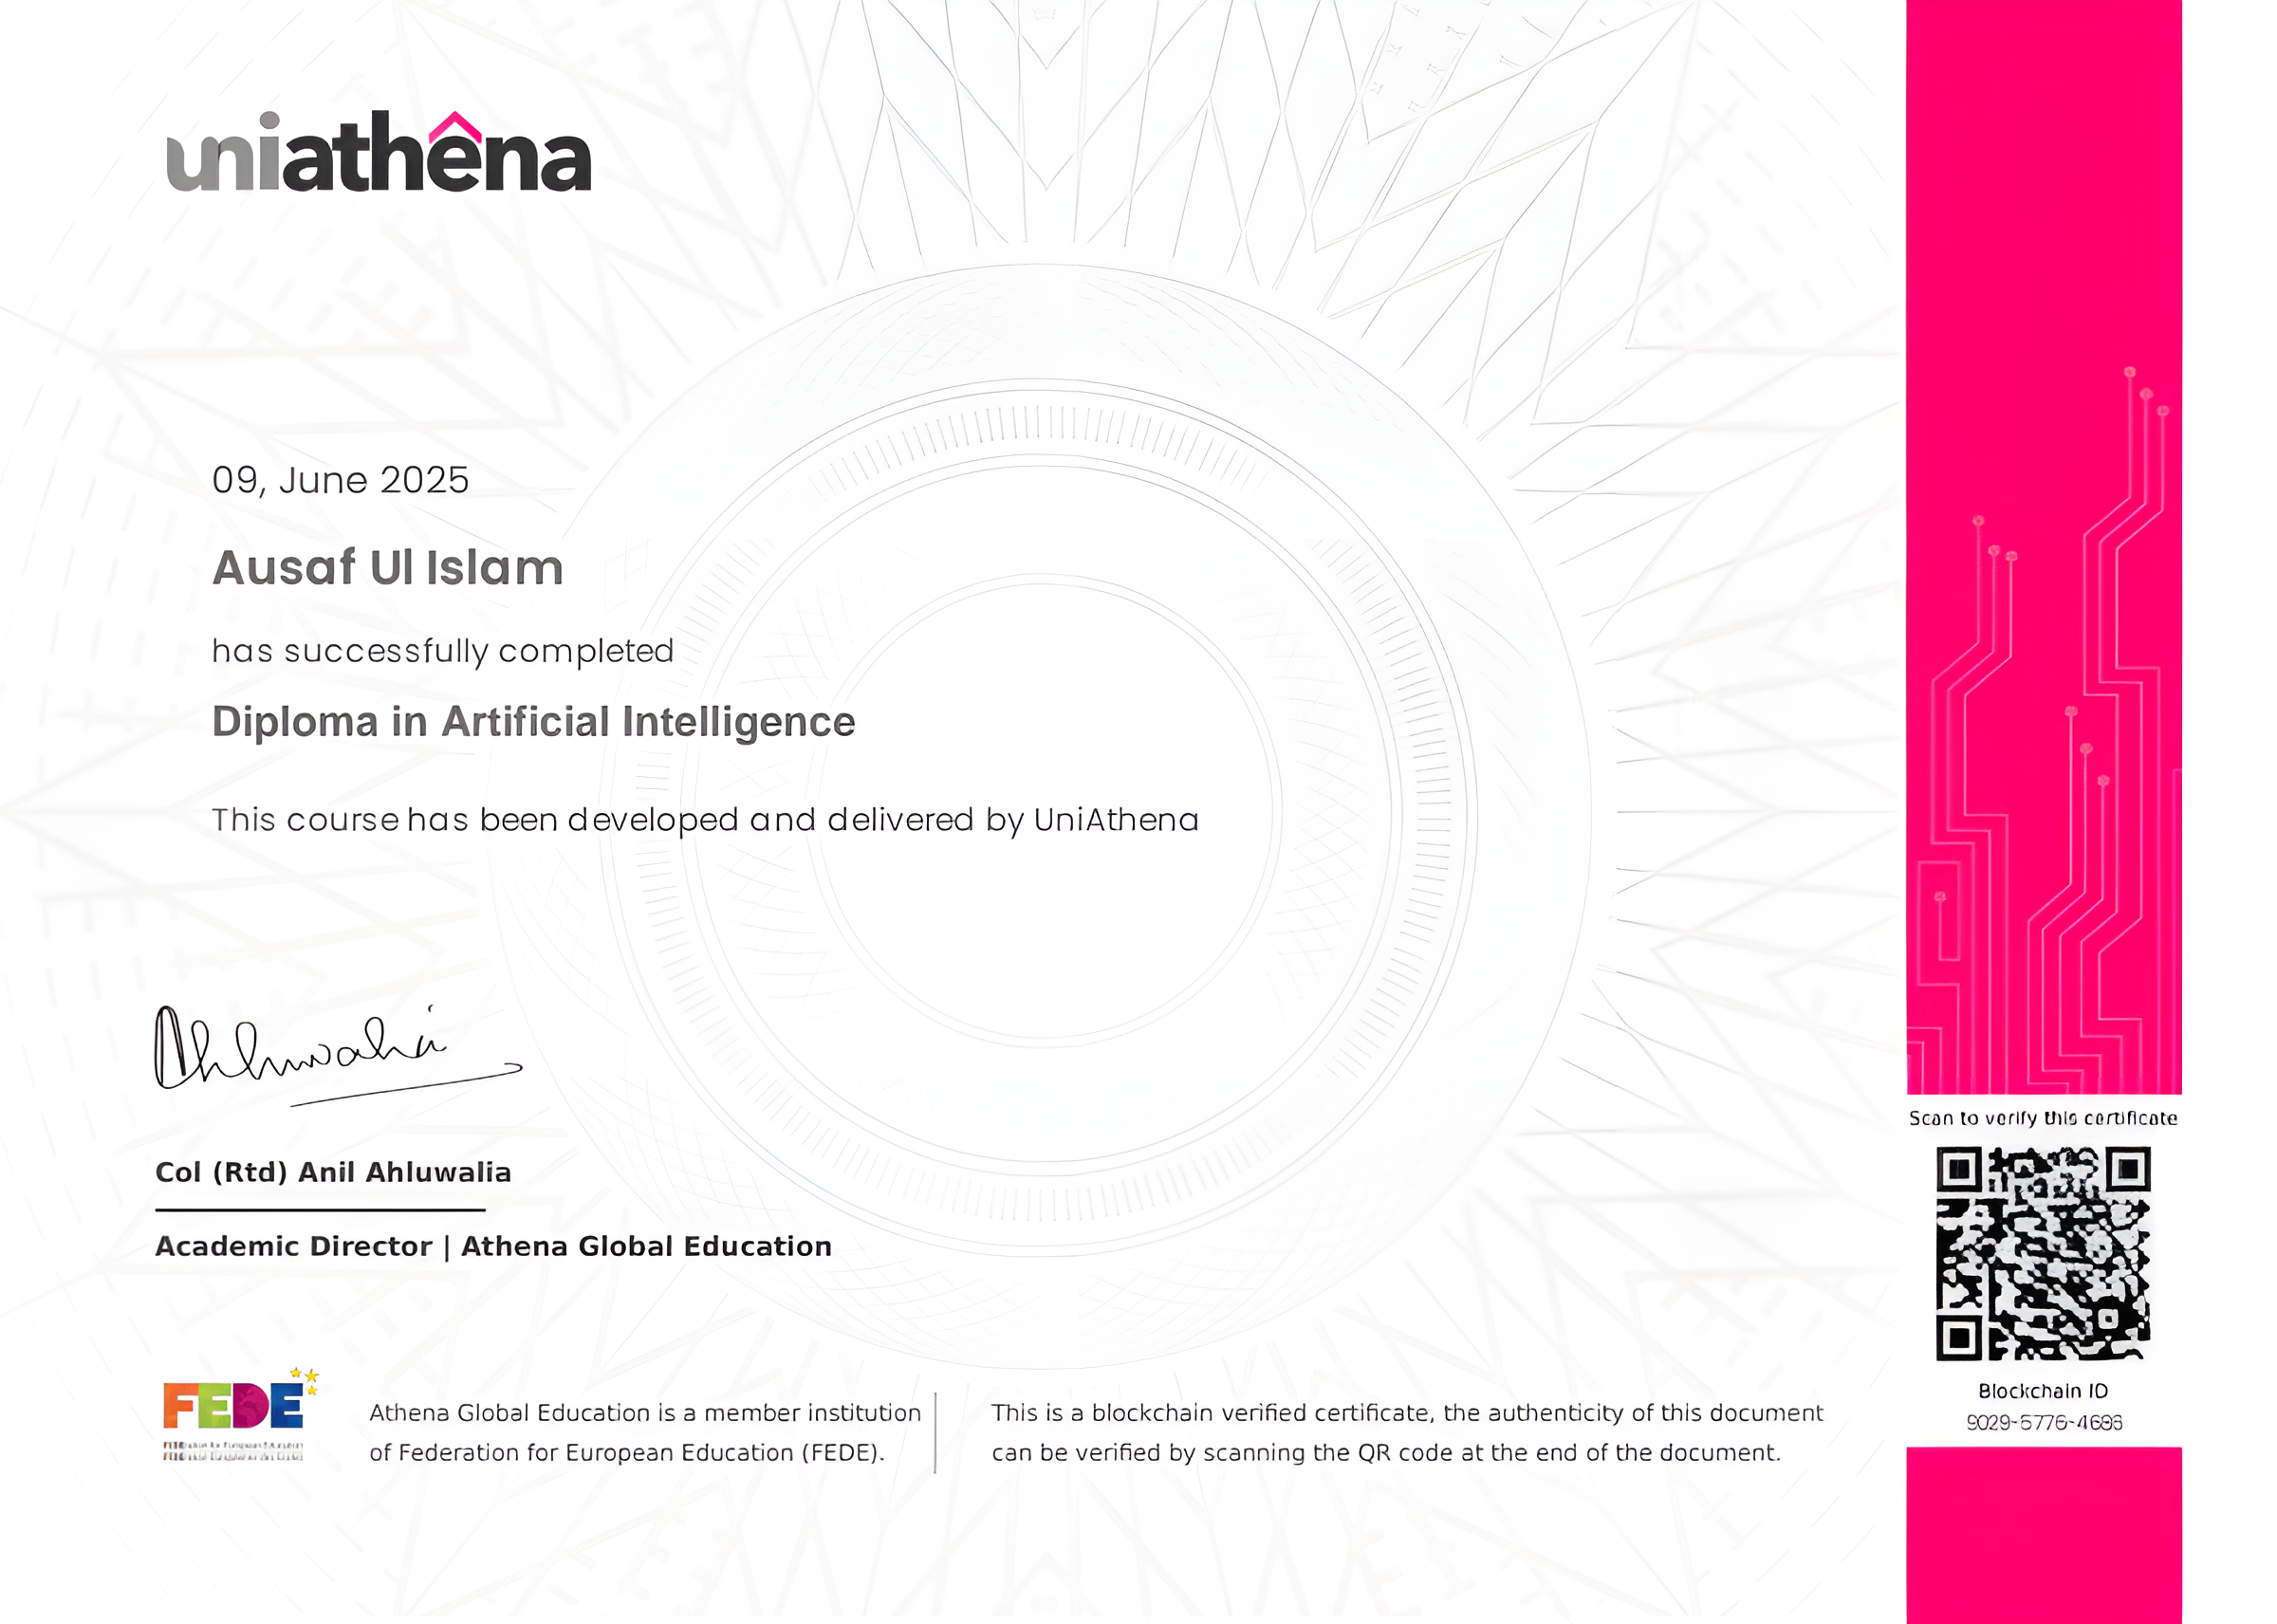 uniathena
09, June 2025
Ausaf Ul Islam
has successfully completed
Diploma in Artificial Intelligence
This course has been developed and delivered by UniAthena
Ahluwalia
Col (Rtd) Anil Ahluwalia
Academic Director | Athena Global Education
FEDE
Athena Global Education is a member institution
of Federation for European Education (FEDE).
This is a blockchain verified certificate, the authenticity of this document
can be verified by scanning the QR code at the end of the document.
Scan to verify this certificate
Blockchain ID
9029-5776-4686